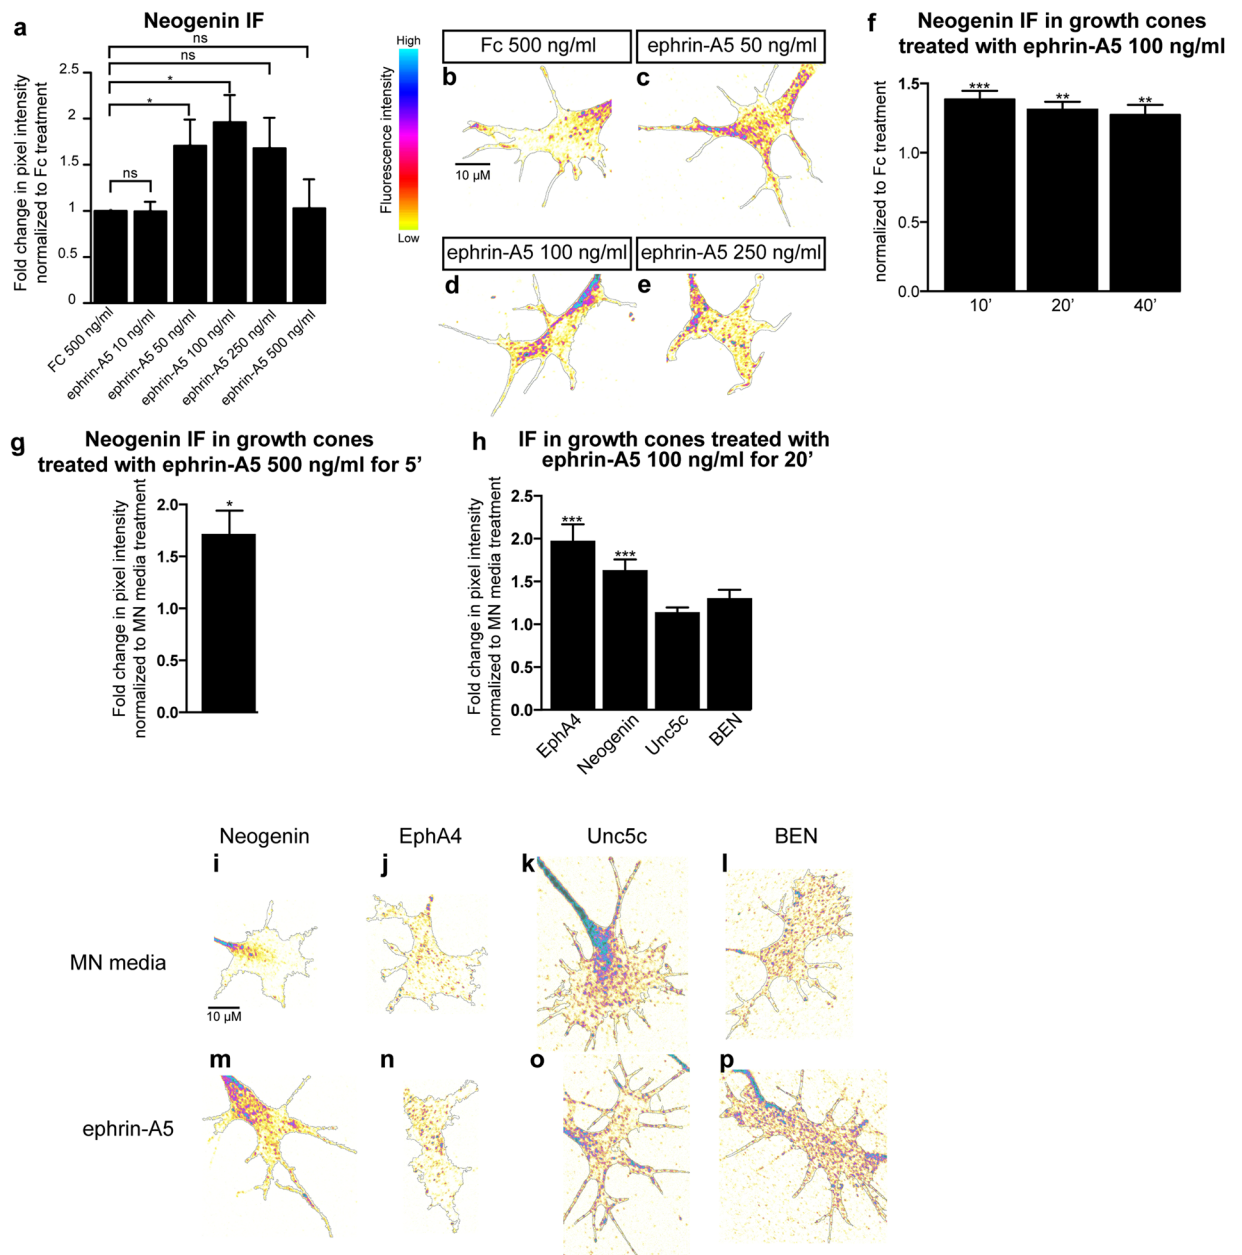 a
Neogenin IF
ns
ns
*
*
ns
Fold change in pixel intensity
normalized to Fc treatment
2.5
2
1.5
1
0.5
0
FC 500 ng/ml
ephrin-A5 10 ng/ml
ephrin-A5 50 ng/ml
ephrin-A5 100 ng/ml
ephrin-A5 250 ng/ml
ephrin-A5 500 ng/ml
High
Fluorescence intensity
Low
Fc 500 ng/ml
ephrin-A5 50 ng/ml
b
c
10 µM
ephrin-A5 100 ng/ml
ephrin-A5 250 ng/ml
d
e
f
Neogenin IF in growth cones
treated with ephrin-A5 100 ng/ml
normalized to Fc treatment
1.5
1.0
0.5
0.0
***
**
**
10’
20’
40’
g
Neogenin IF in growth cones
treated with ephrin-A5 500 ng/ml for 5’
Fold change in pixel intensity
normalized to MN media treatment
2.0
1.5
1.0
0.5
0.0
*
h
IF in growth cones treated with
ephrin-A5 100 ng/ml for 20’
Fold change in pixel intensity
normalized to MN media treatment
2.5
2.0
1.5
1.0
0.5
0.0
***
***
EphA4
Neogenin
Unc5c
BEN
Neogenin
EphA4
Unc5c
BEN
i
j
k
l
MN media
10 µM
m
n
o
p
ephrin-A5